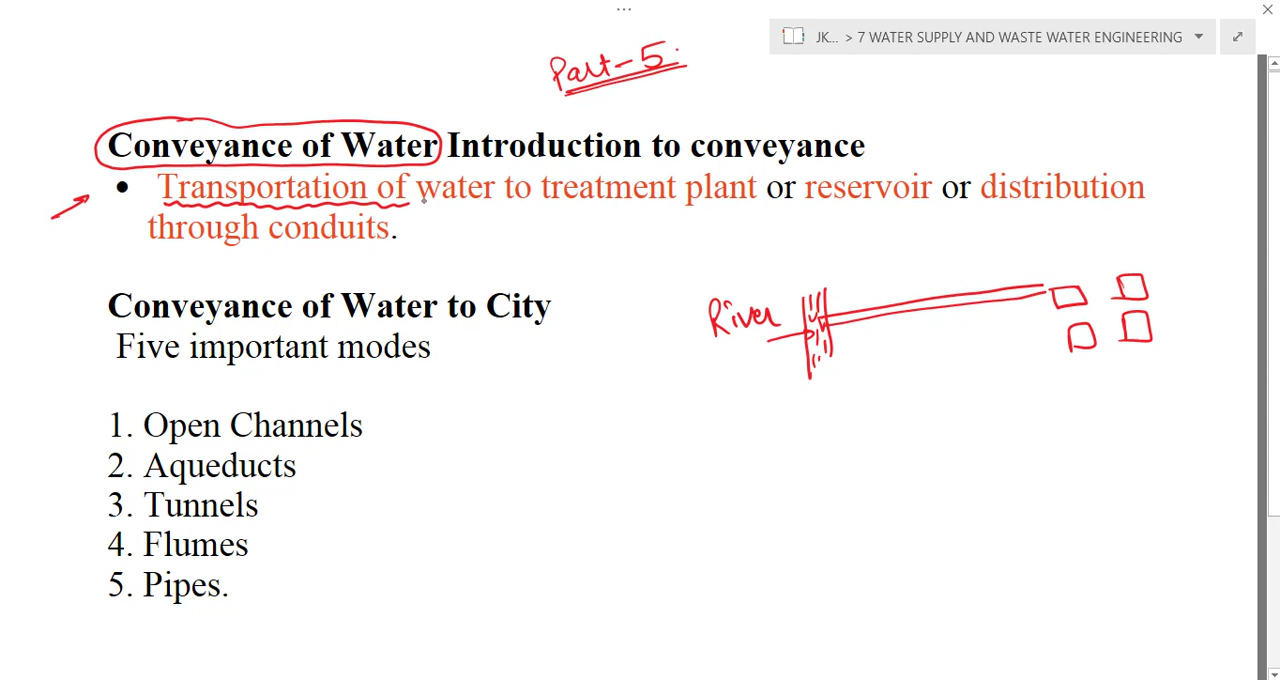 ...
JK... > 7 WATER SUPPLY AND WASTE WATER ENGINEERING
Part-5.
Conveyance of Water Introduction to conveyance
• Transportation of water to treatment plant or reservoir or distribution
through conduits.
Conveyance of Water to City
River
Five important modes
1. Open Channels
2. Aqueducts
3. Tunnels
4. Flumes
5. Pipes.